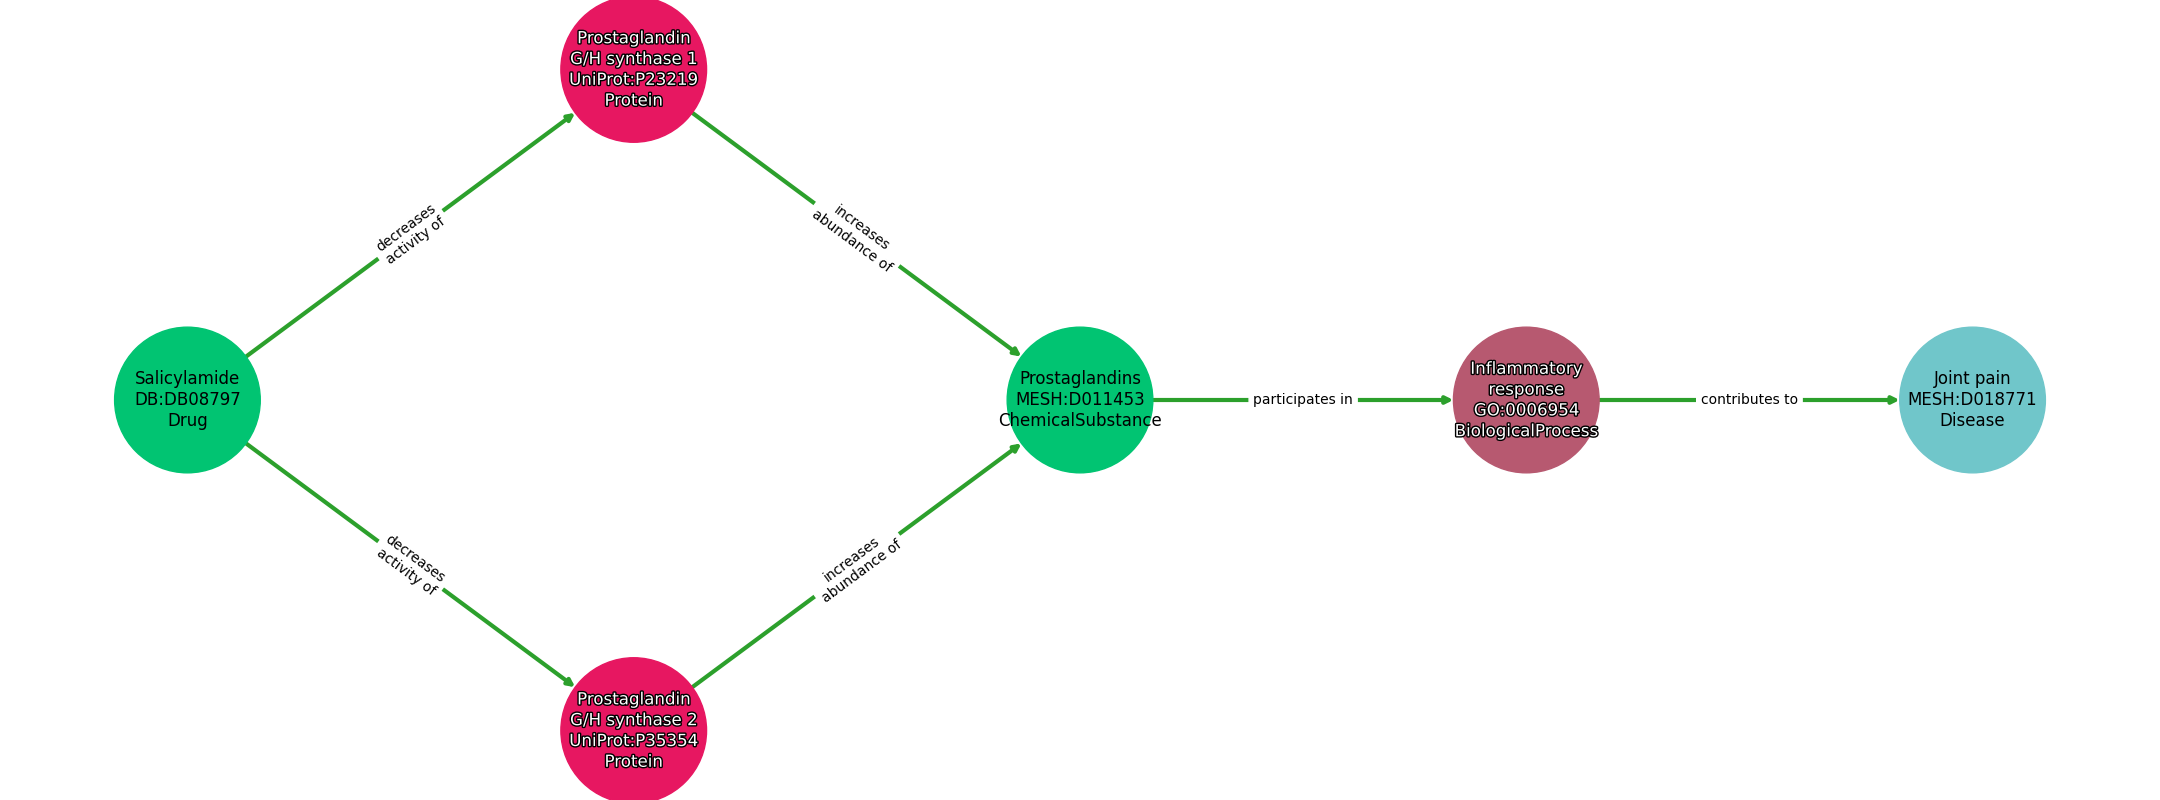 Prostaglandin
G/H synthase 1
UniProt:P23219
Protein
decreases
activity of
increases
abundance of
Salicylamide
DB:DB08797
Drug
Prostaglandins
MESH:D011453
ChemicalSubstance
participates in
Inflammatory
response
GO:0006954
BiologicalProcess
contributes to
Joint pain
MESH:D018771
Disease
decreases
activity of
increases
abundance of
Prostaglandin
G/H synthase 2
UniProt:P35354
Protein